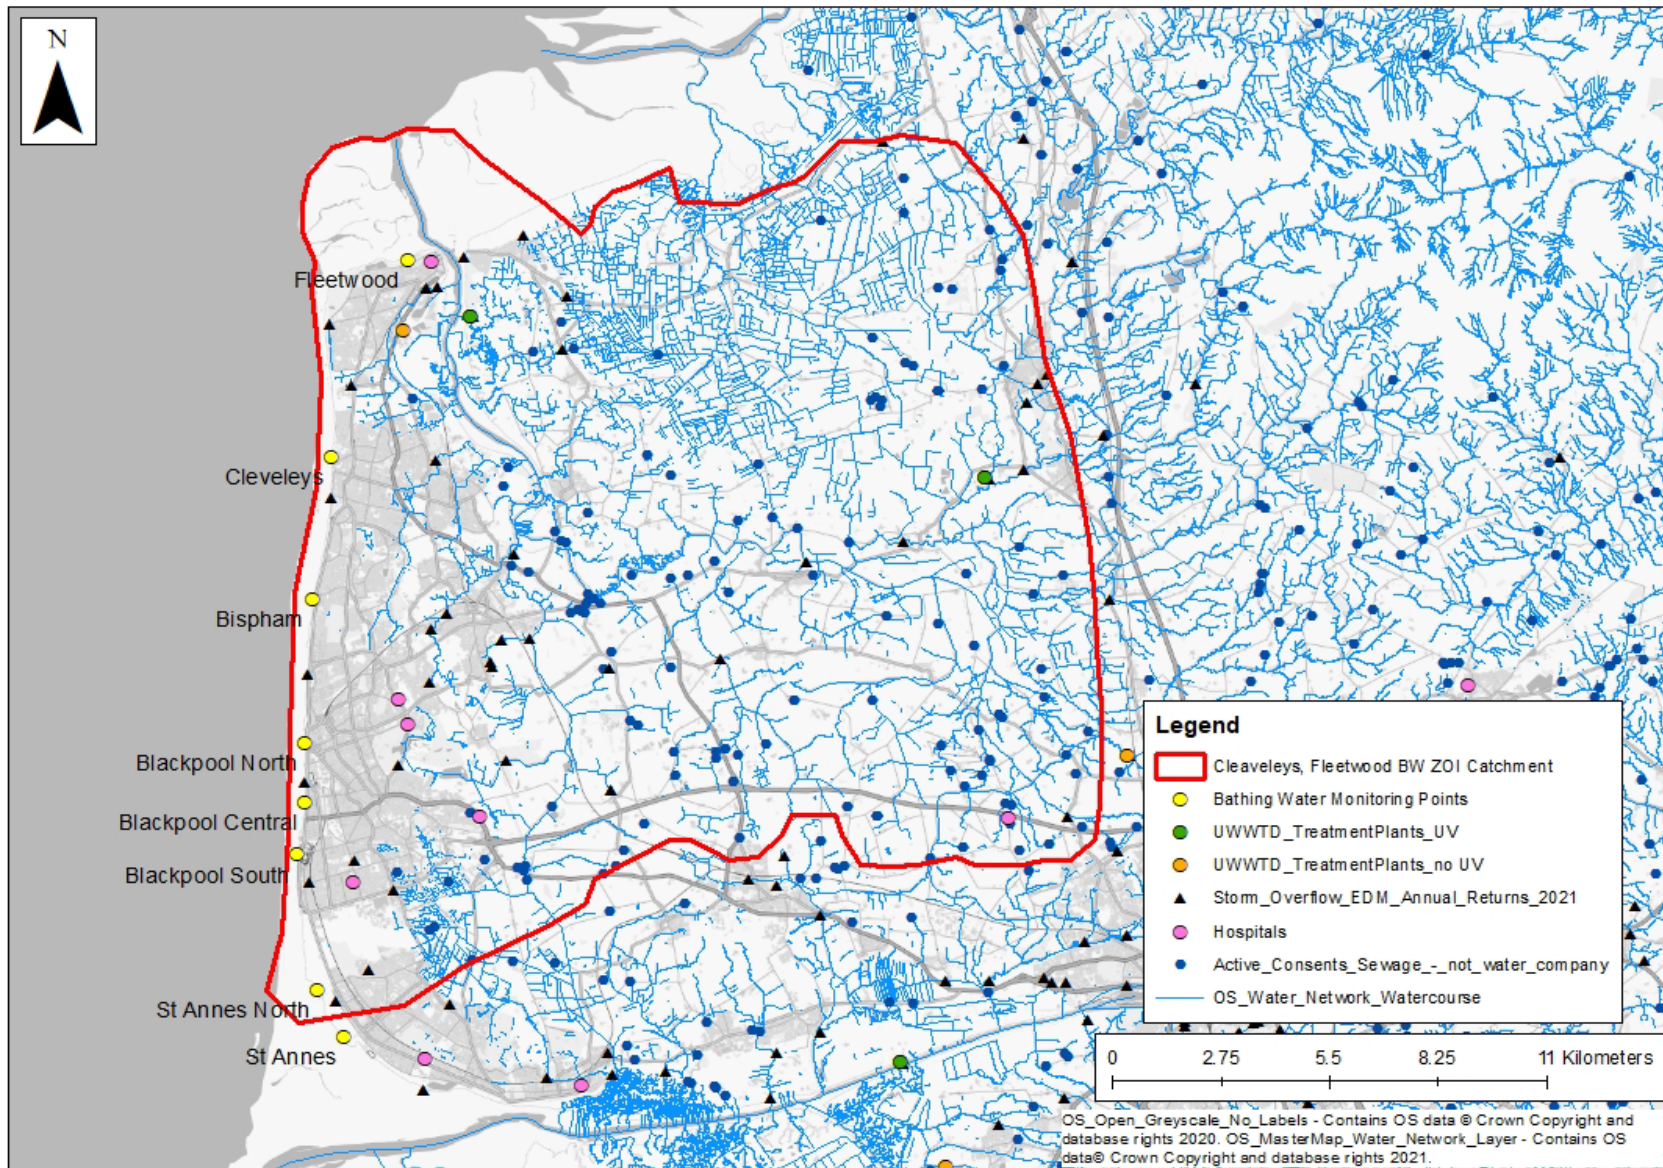 N
Fleetwood
Cleveleys
Bispham
Blackpool North
Blackpool Central
Blackpool South
St Annes North
St Annes
Legend
Cleaveleys, Fleetwood BW ZOI Catchment
Bathing Water Monitoring Points
UWWTD_TreatmentPlants_UV
UWWTD_TreatmentPlants_no UV
Storm_Overflow_EDM_Annual_Returns_2021
Hospitals
Active_Consents_Sewage_-_not_water_company
OS_Water_Network_Watercourse
0 2.75 5.5 8.25 11 Kilometers
OS_Open_Greyscale_No_Labels - Contains OS data © Crown Copyright and
database rights 2020. OS_MasterMap_Water_Network_Layer - Contains OS
data© Crown Copyright and database rights 2021.